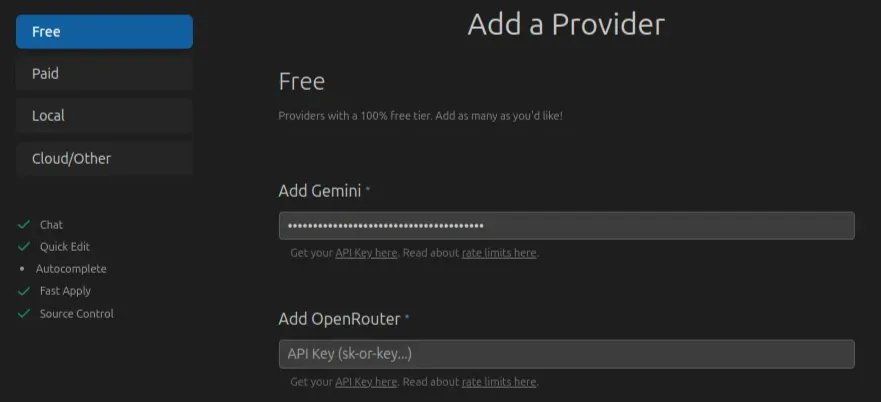 Free
Paid
Local
Cloud/Other
Chat
Quick Edit
Autocomplete
Fast Apply
Source Control
Add a Provider
Free
Providers with a 100% free tier. Add as many as you'd like!
Add Gemini *
••••••••••••••••••••••••••••••••••••••••
Get your API Key here. Read about rate limits here.
Add OpenRouter *
API Key (sk-or-key...)
Get your API Key here. Read about rate limits here.